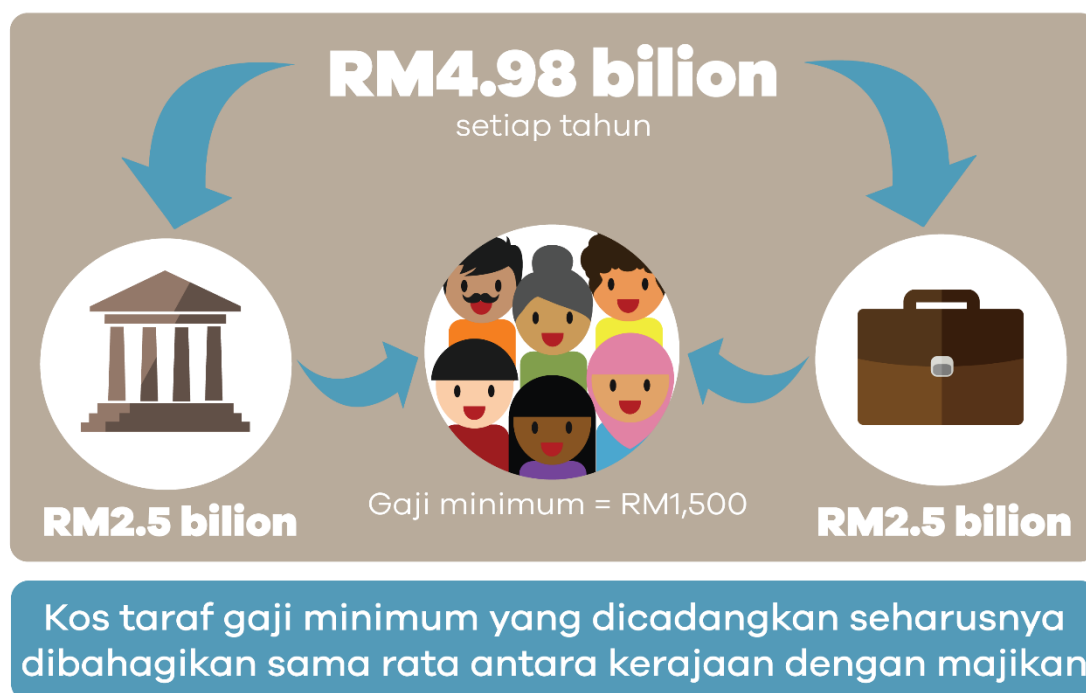 RM4.98 bilion
setiap tahun
RM2.5 bilion
Gaji minimum = RM1,500
RM2.5 bilion
Kos taraf gaji minimum yang dicadangkan seharusnya
dibahagikan sama rata antara kerajaan dengan majikan